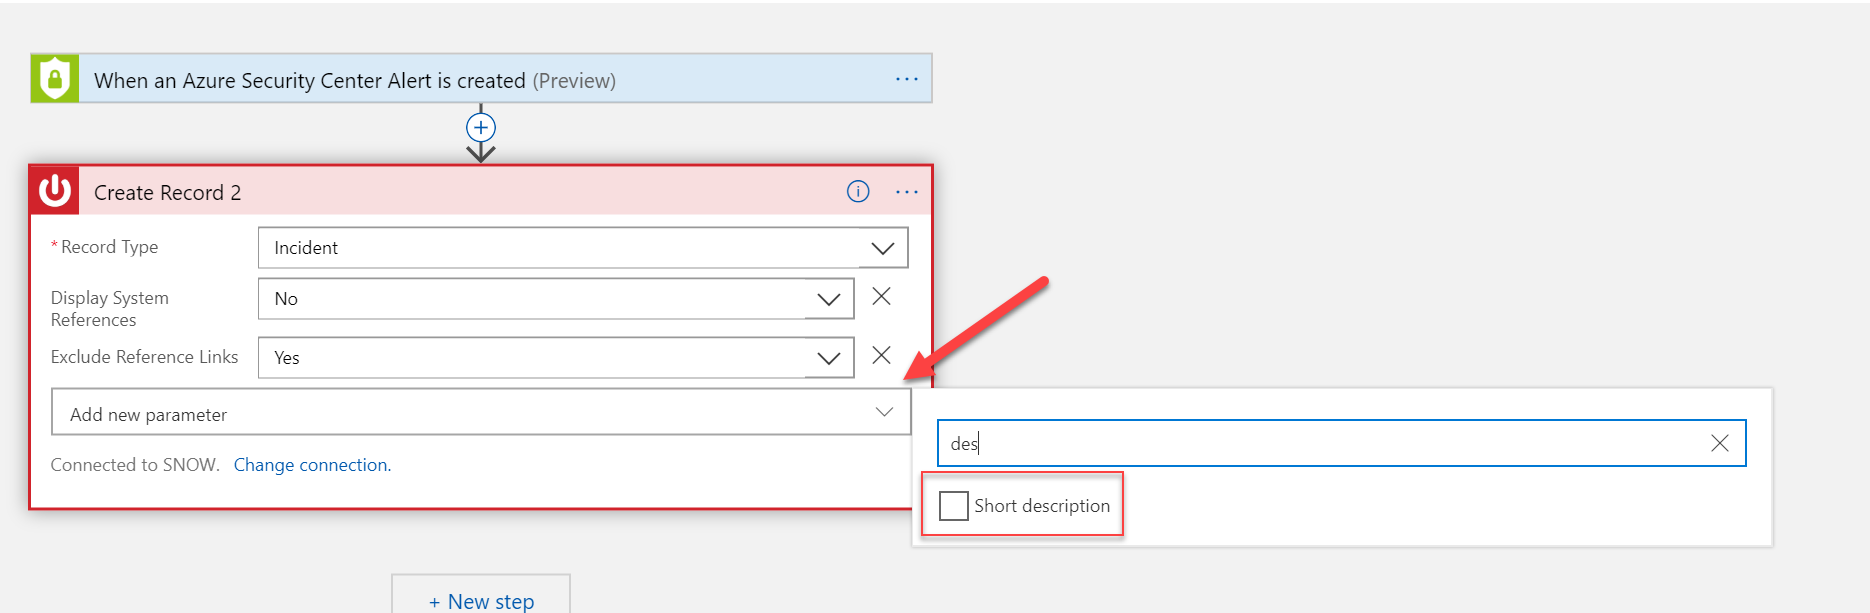 When an Azure Security Center Alert is created (Preview)
Create Record 2
* Record Type
Incident
Display System
References
No
Exclude Reference Links
Yes
Add new parameter
des
Short description
Connected to SNOW. Change connection.
+ New step